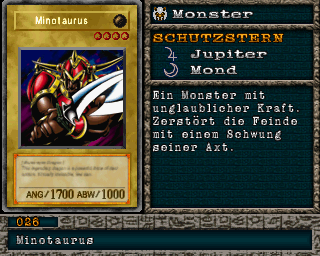 Minotaurus
ANG/1700 ABW/1000
Monster
SCHUTZSTERN
Jupiter
Mond
Ein Monster mit
unglaublicher Kraft.
Zerstört die Feinde
mit einem Schwung
seiner Axt.
026
Minotaurus